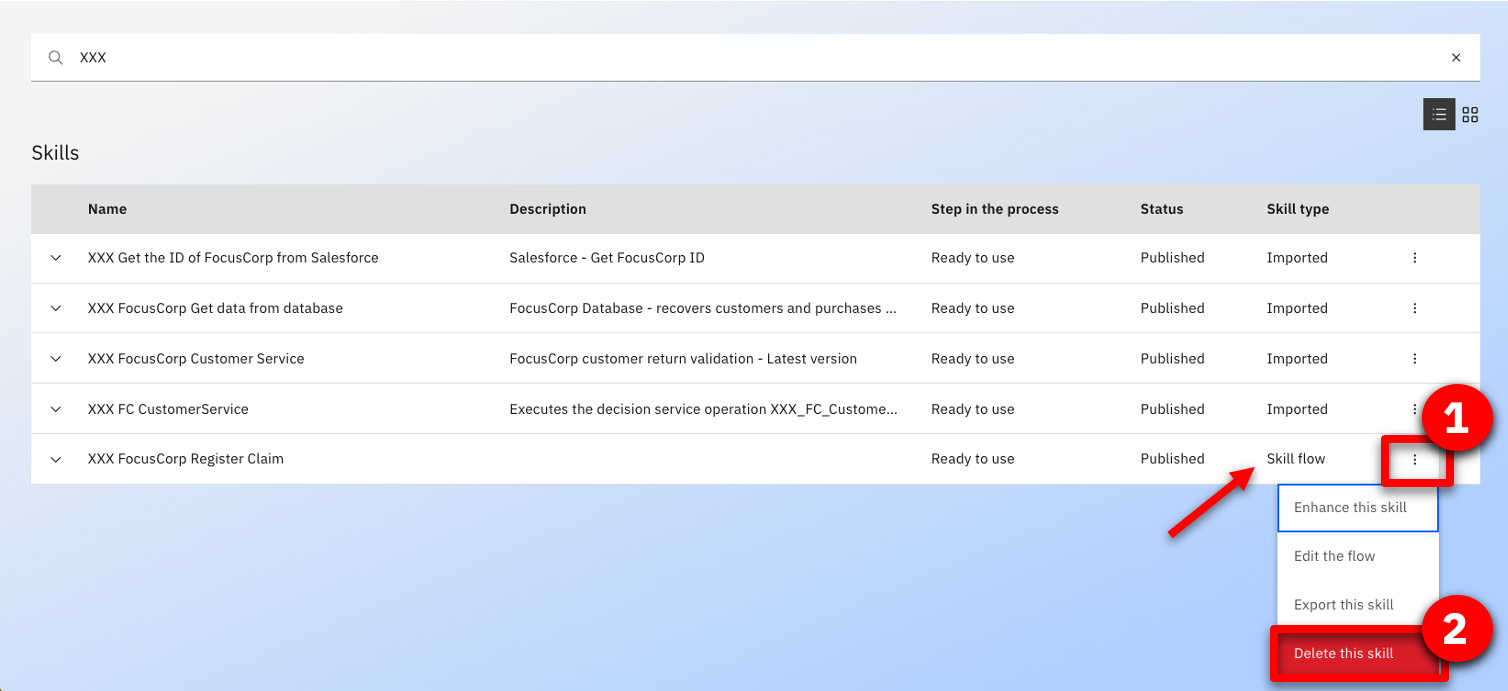 XXX
Skills
Name Description Step in the process Status Skill type
XXX Get the ID of FocusCorp from Salesforce Salesforce - Get FocusCorp ID Ready to use Published Imported
XXX FocusCorp Get data from database FocusCorp Database - recovers customers and purchases ... Ready to use Published Imported
XXX FocusCorp Customer Service FocusCorp customer return validation - Latest version Ready to use Published Imported
XXX FC CustomerService Executes the decision service operation XXX_FC_Custome... Ready to use Published Imported
1
XXX FocusCorp Register Claim Ready to use Published Skill flow
Enhance this skill
Edit the flow
Export this skill
2
Delete this skill